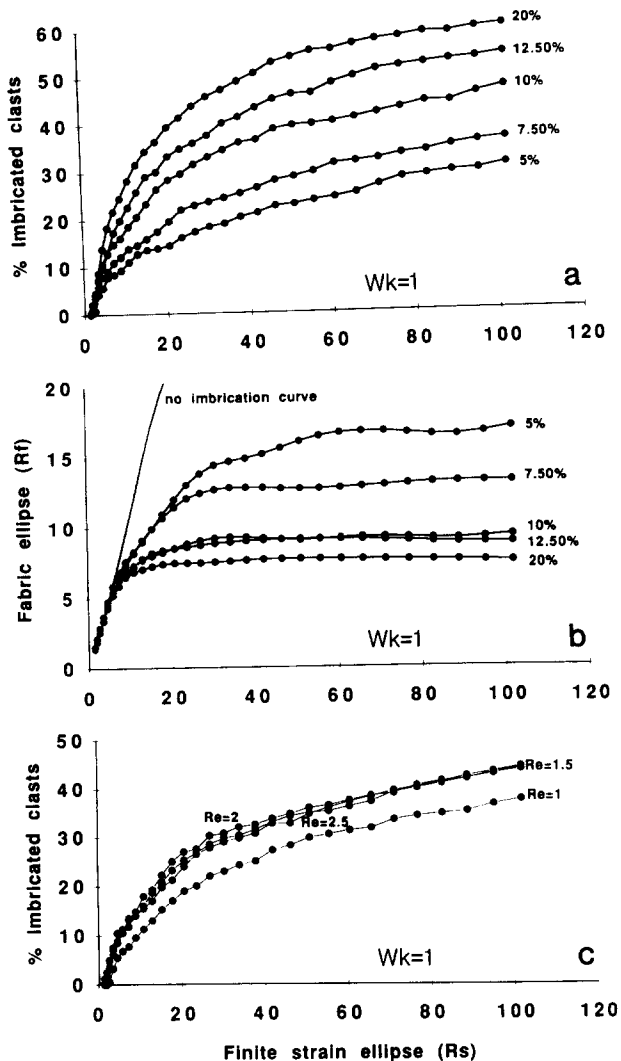 60
50
40
30
20
10
0
% Imbricated clasts
20%
12.50%
10%
7.50%
5%
Wk=1
a
0 20 40 60 80 100 120
20
15
10
5
0
Fabric ellipse (Rf)
no imbrication curve
5%
7.50%
10%
12.50%
20%
Wk=1
b
0 20 40 60 80 100 120
50
40
30
20
10
0
% Imbricated clasts
Re=2
Re=2.5
Re=1.5
Re=1
Wk=1
c
0 20 40 60 80 100 120
Finite strain ellipse (Rs)